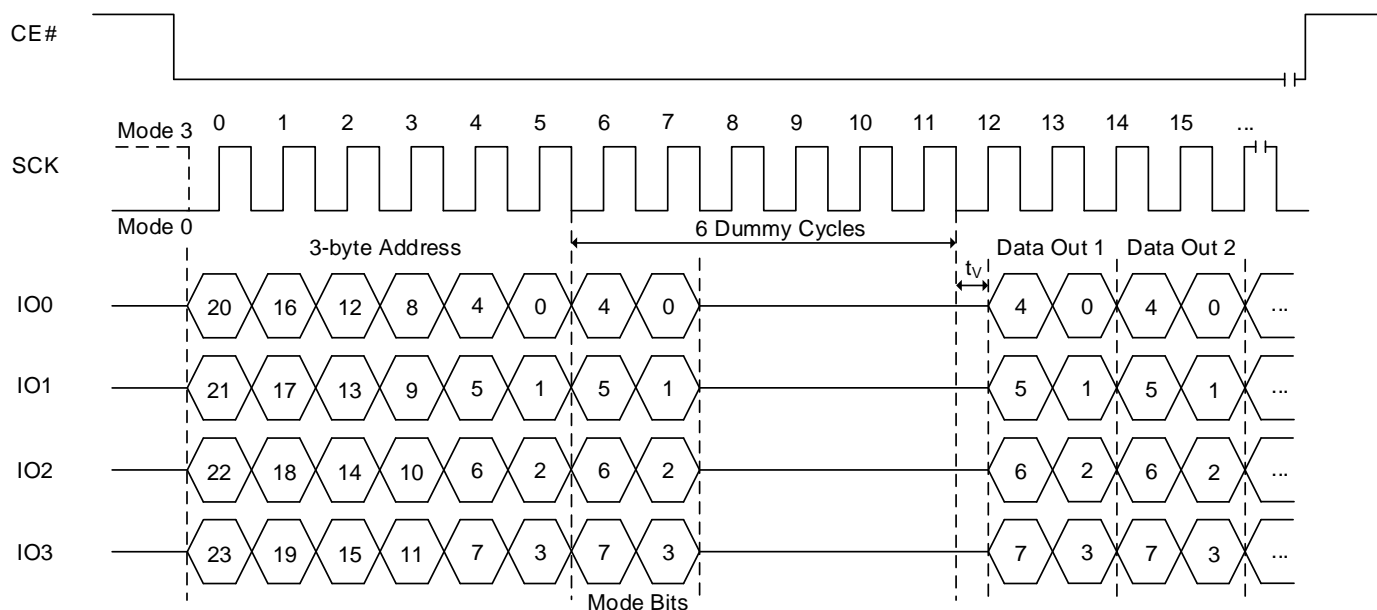 CE#
0 1 2 3 4 5 6 7 8 9 10 11 12 13 14 15 ...
Mode 3
SCK
Mode 0
6 Dummy Cycles
3-byte Address
Data Out 1 Data Out 2
tV
IO0 20 16 12 8 4 0 4 0 4 0 4 0 ...
IO1 21 17 13 9 5 1 5 1 5 1 5 1 ...
IO2 22 18 14 10 6 2 6 2 6 2 6 2 ...
IO3 23 19 15 11 7 3 7 3 7 3 7 3 ...
Mode Bits